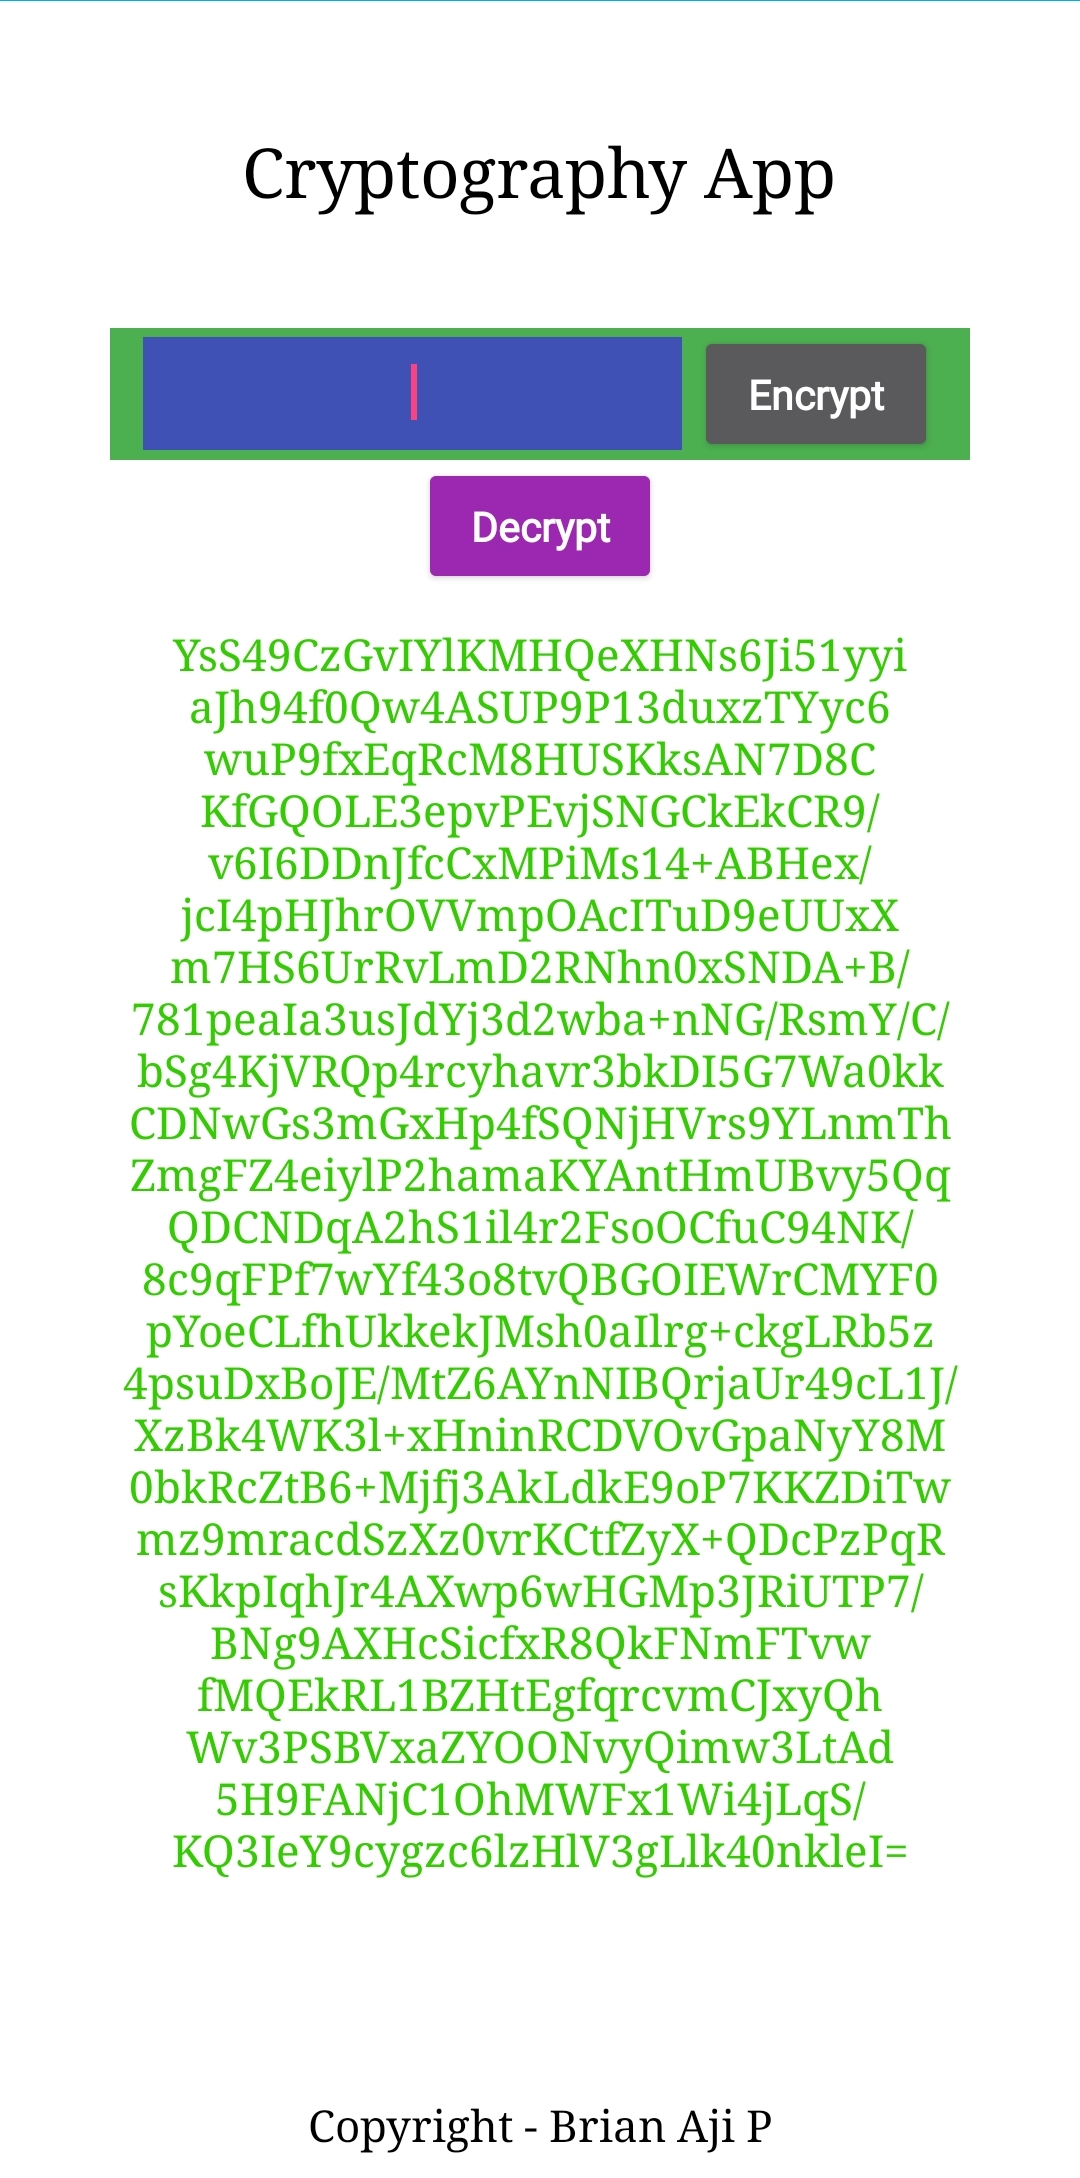 Cryptography App
Encrypt
Decrypt
YsS49CzGvIYlKMHQeXHNs6Ji51yyi
aJh94f0Qw4ASUP9P13duxzTYyc6
wuP9fxEqRcM8HUSKksAN7D8C
KfGQOLE3epvPEvjSNGCkEkCR9/
v6I6DDnJfcCxMPiMs14+ABHex/
jcI4pHJhrOVVmpOAcITuD9eUUxX
m7HS6UrRvLmD2RNhn0xSNDA+B/
781peaIa3usJdYj3d2wba+nNG/RsmY/C/
bSg4KjVRQp4rcyhavr3bkDI5G7Wa0kk
CDNwGs3mGxHp4fSQNjHVrs9YLnmTh
ZmgFZ4eiylP2hamaKYAntHmUBvy5Qq
QDCNDqA2hS1il4r2FsoOCfuC94NK/
8c9qFPf7wYf43o8tvQBGOIEWrCMYF0
pYoeCLfhUkkekJMsh0aIlrg+ckgLRb5z
4psuDxBoJE/MtZ6AYnNIBQrjaUr49cL1J/
XzBk4WK3l+xHninRCDVOvGpaNyY8M
0bkRcZtB6+Mjfj3AkLdkE9oP7KKZDiTw
mz9mracdSzXz0vrKCtfZyX+QDcPzPqR
sKkpIqhJr4AXwp6wHGMp3JRiUTP7/
BNg9AXHcSicfxR8QkFNmFTvw
fMQEkRL1BZHtEgfqrcvmCJxyQh
Wv3PSBVxaZYOONvyQimw3LtAd
5H9FANjC1OhMWFx1Wi4jLqS/
KQ3IeY9cygzc6lzHlV3gLlk40nkleI=
Copyright - Brian Aji P